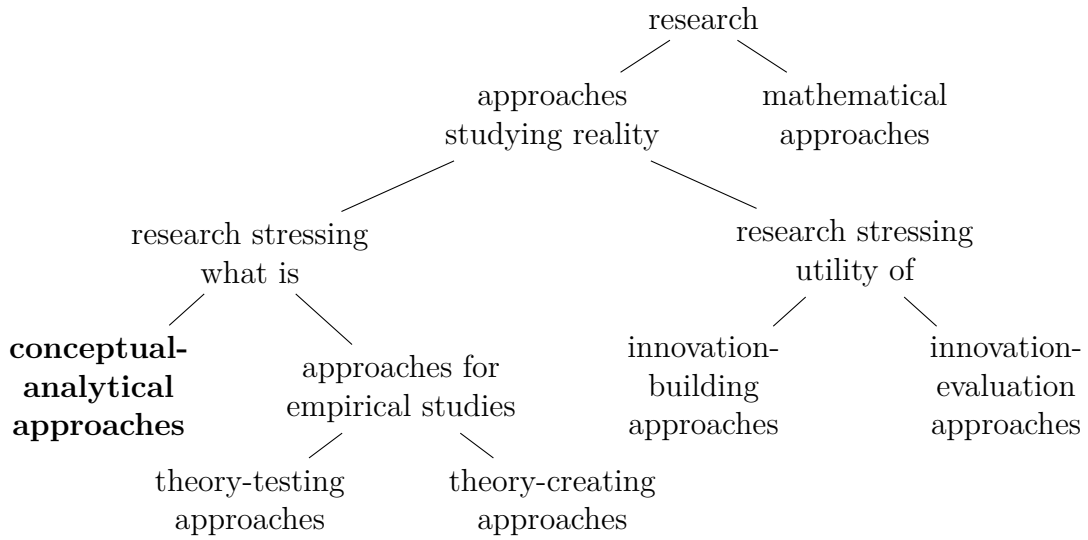 research
approaches
studying reality
mathematical
approaches
research stressing
what is
research stressing
utility of
conceptual-
analytical
approaches
approaches for
empirical studies
innovation-
building
approaches
innovation-
evaluation
approaches
theory-testing
approaches
theory-creating
approaches